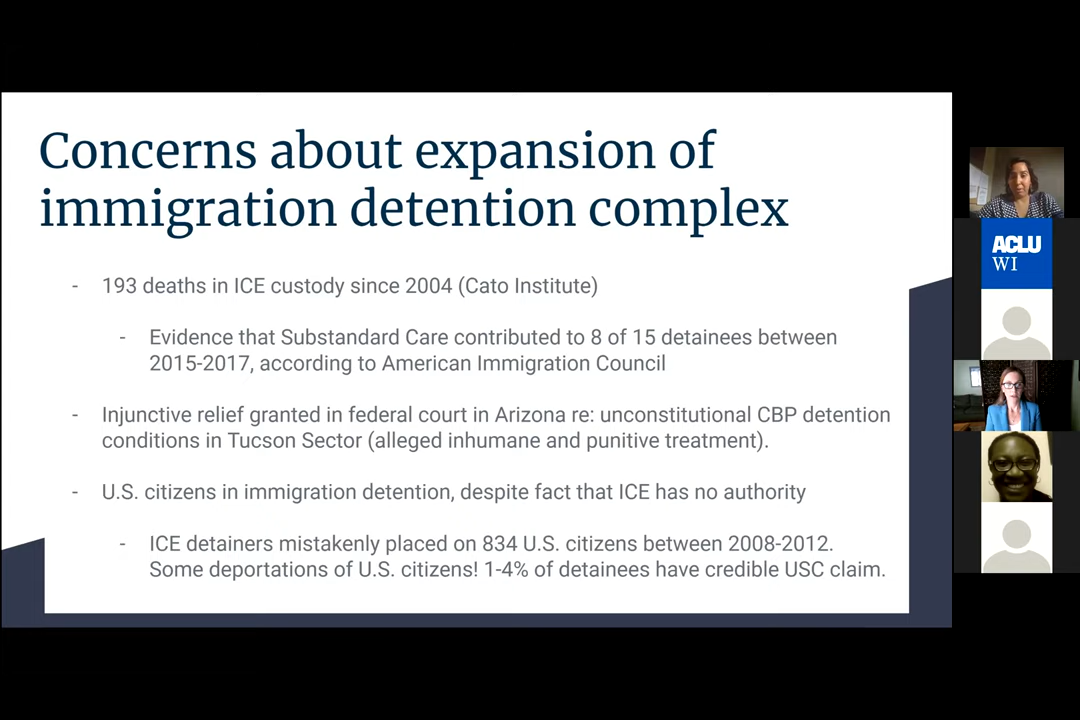 Concerns about expansion of
immigration detention complex
- 193 deaths in ICE custody since 2004 (Cato Institute)
- Evidence that Substandard Care contributed to 8 of 15 detainees between
2015-2017, according to American Immigration Council
- Injunctive relief granted in federal court in Arizona re: unconstitutional CBP detention
conditions in Tucson Sector (alleged inhumane and punitive treatment).
- U.S. citizens in immigration detention, despite fact that ICE has no authority
- ICE detainers mistakenly placed on 834 U.S. citizens between 2008-2012.
Some deportations of U.S. citizens! 1-4% of detainees have credible USC claim.
ACLU
WI